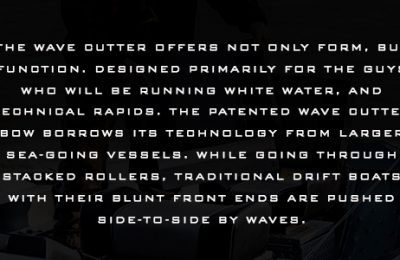 THE WAVE CUTTER OFFERS NOT ONLY FORM, BU
FUNCTION. DESIGNED PRIMARILY FOR THE GUYS
WHO WILL BE RUNNING WHITE WATER, AND
ECHNICAL RAPIDS. THE PATENTED WAVE CUTTE
BOW BORROWS ITS TECHNOLOGY FROM LARGER
SEA-GOING VESSELS. WHILE GOING THROUGH
STACKED ROLLERS, TRADITIONAL DRIFT BOATS
WITH THEIR BLUNT FRONT ENDS ARE PUSHED
SIDE-TO-SIDE BY WAVES.